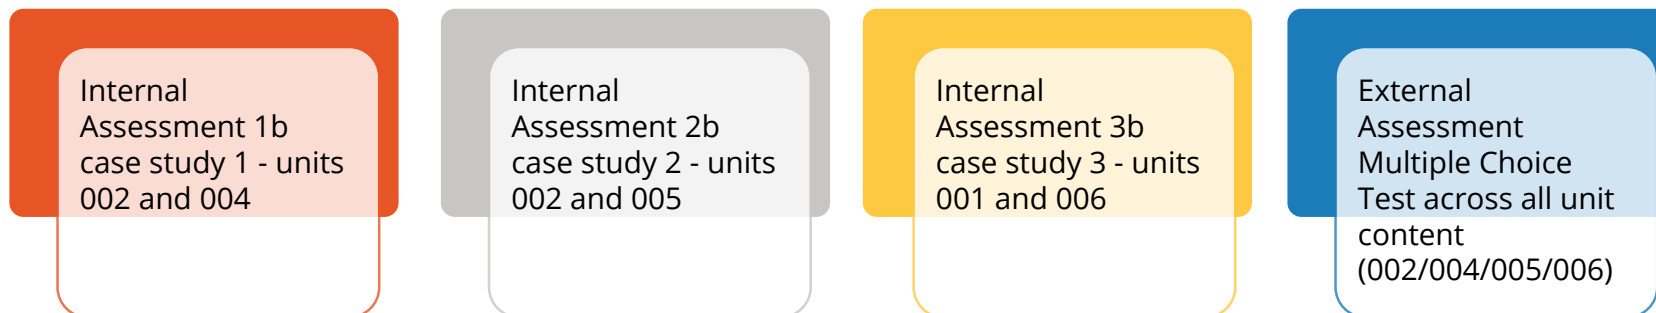 Internal
Assessment 1b
case study 1 - units
002 and 004
Internal
Assessment 2b
case study 2 - units
002 and 005
Internal
Assessment 3b
case study 3 - units
001 and 006
External
Assessment
Multiple Choice
Test across all unit
content
(002/004/005/006)